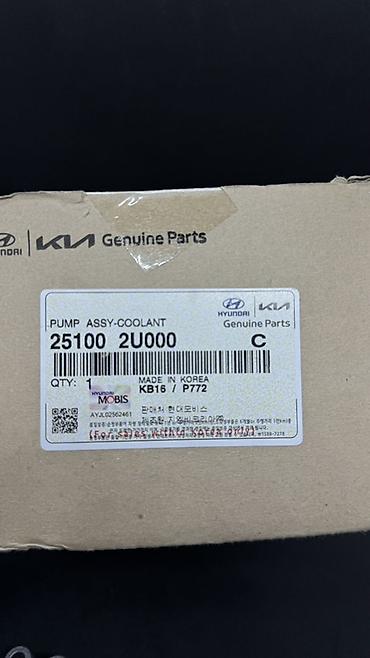 HYUNDAI KIA Genuine Parts
HYUNDAI KIA
Genuine Parts
PUMP ASSY-COOLANT
25100 2U000 C
QTY: 1
MADE IN KOREA
KB16 / P772
HYUNDAI
MOBIS
AYJL02562461
판매처:현대모비스